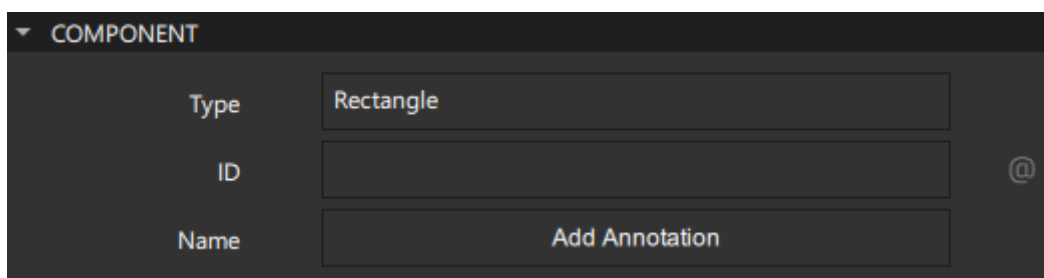 COMPONENT
Type Rectangle
ID @
Name Add Annotation